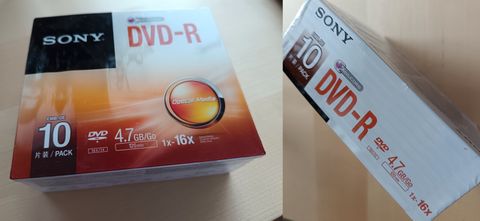 SONY
DVD-R
10
片装 / PACK
DVD
4.7GB/Go
120min
1x-16x
SONY
10
DVD-R
DVD
4.7GB/Go
1x-16x